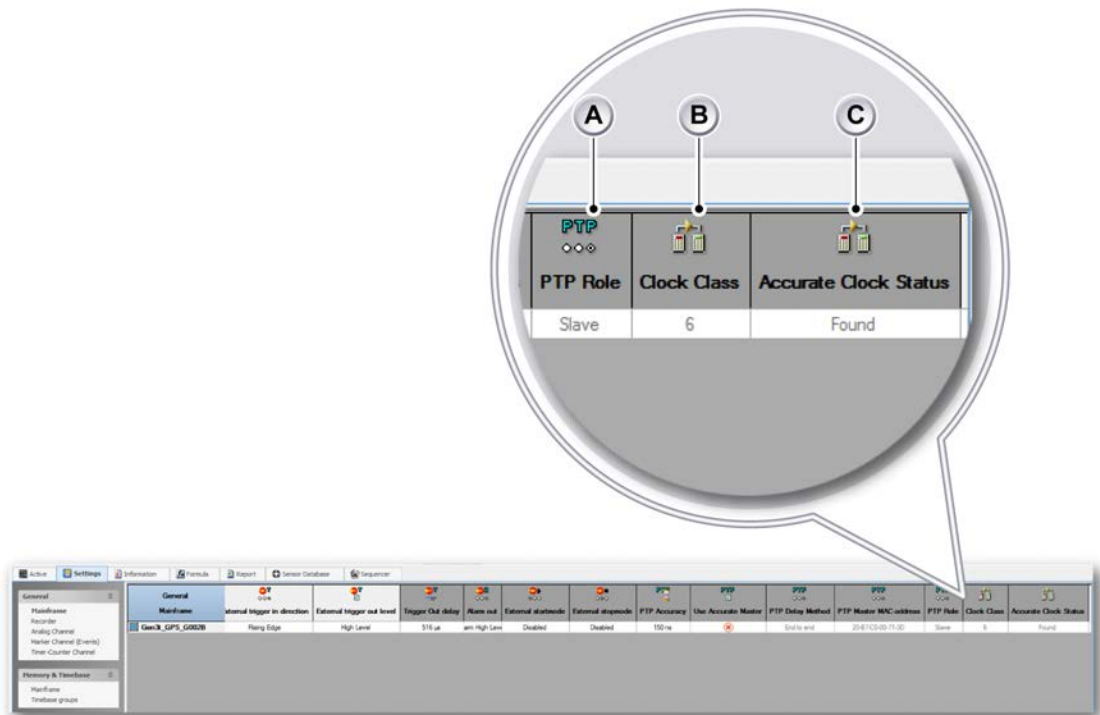 A B C
PTP
PTP Role Clock Class Accurate Clock Status
Slave 6 Found
Active Settings Information Formula Report Sensor Database Sequencer
General
Mainframe
Recorder
Analog Channel
Marker Channel (Events)
Timer-Counter Channel
Memory & Timebase
Mainframe
Timebase groups
General
Mainframe xternal trigger in direction External trigger out level Trigger Out delay Alarm out External startmode External stopmode PTP Accuracy Use Accurate Master PTP Delay Method PTP Master MAC-address PTP Role Clock Class Accurate Clock Status
Rising Edge High Level 516 µs arm High Leve Disabled Disabled 150 ns End to end Slave 6 Found